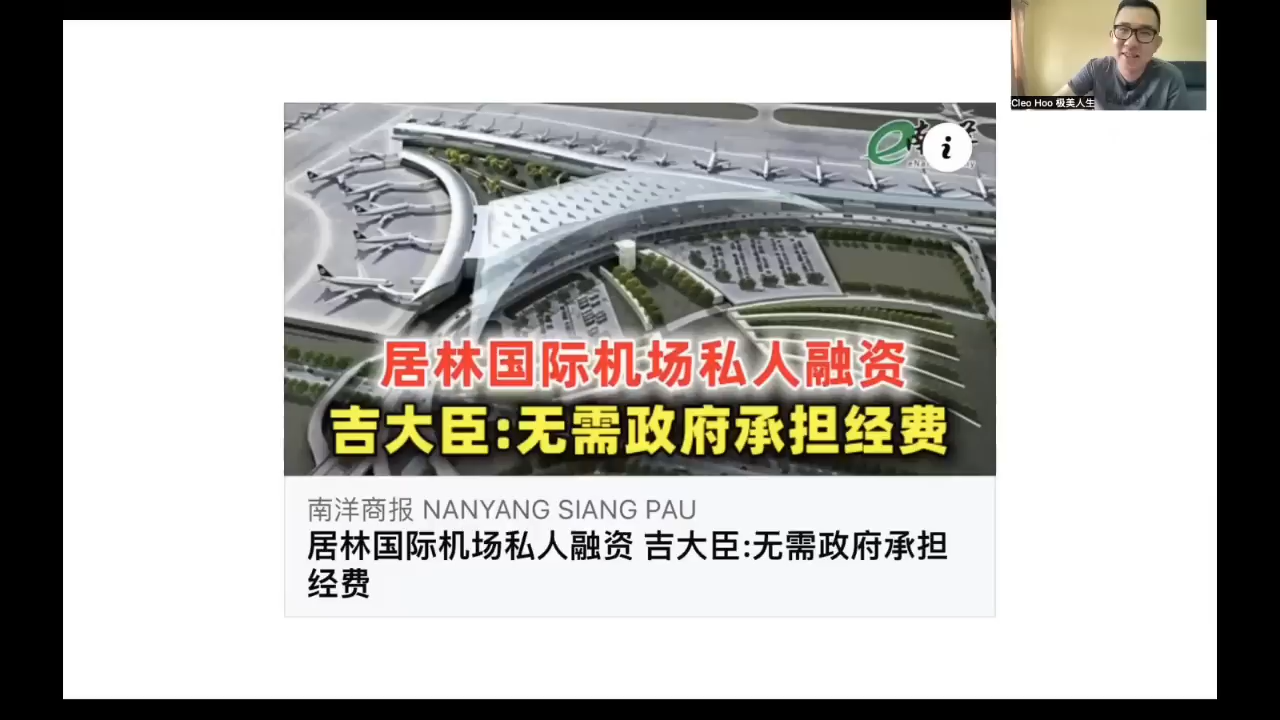 Cleo Hoo 极美人生
南洋
i
居林国际机场私人融资
吉大臣:无需政府承担经费
南洋商报 NANYANG SIANG PAU
居林国际机场私人融资 吉大臣:无需政府承担
经费